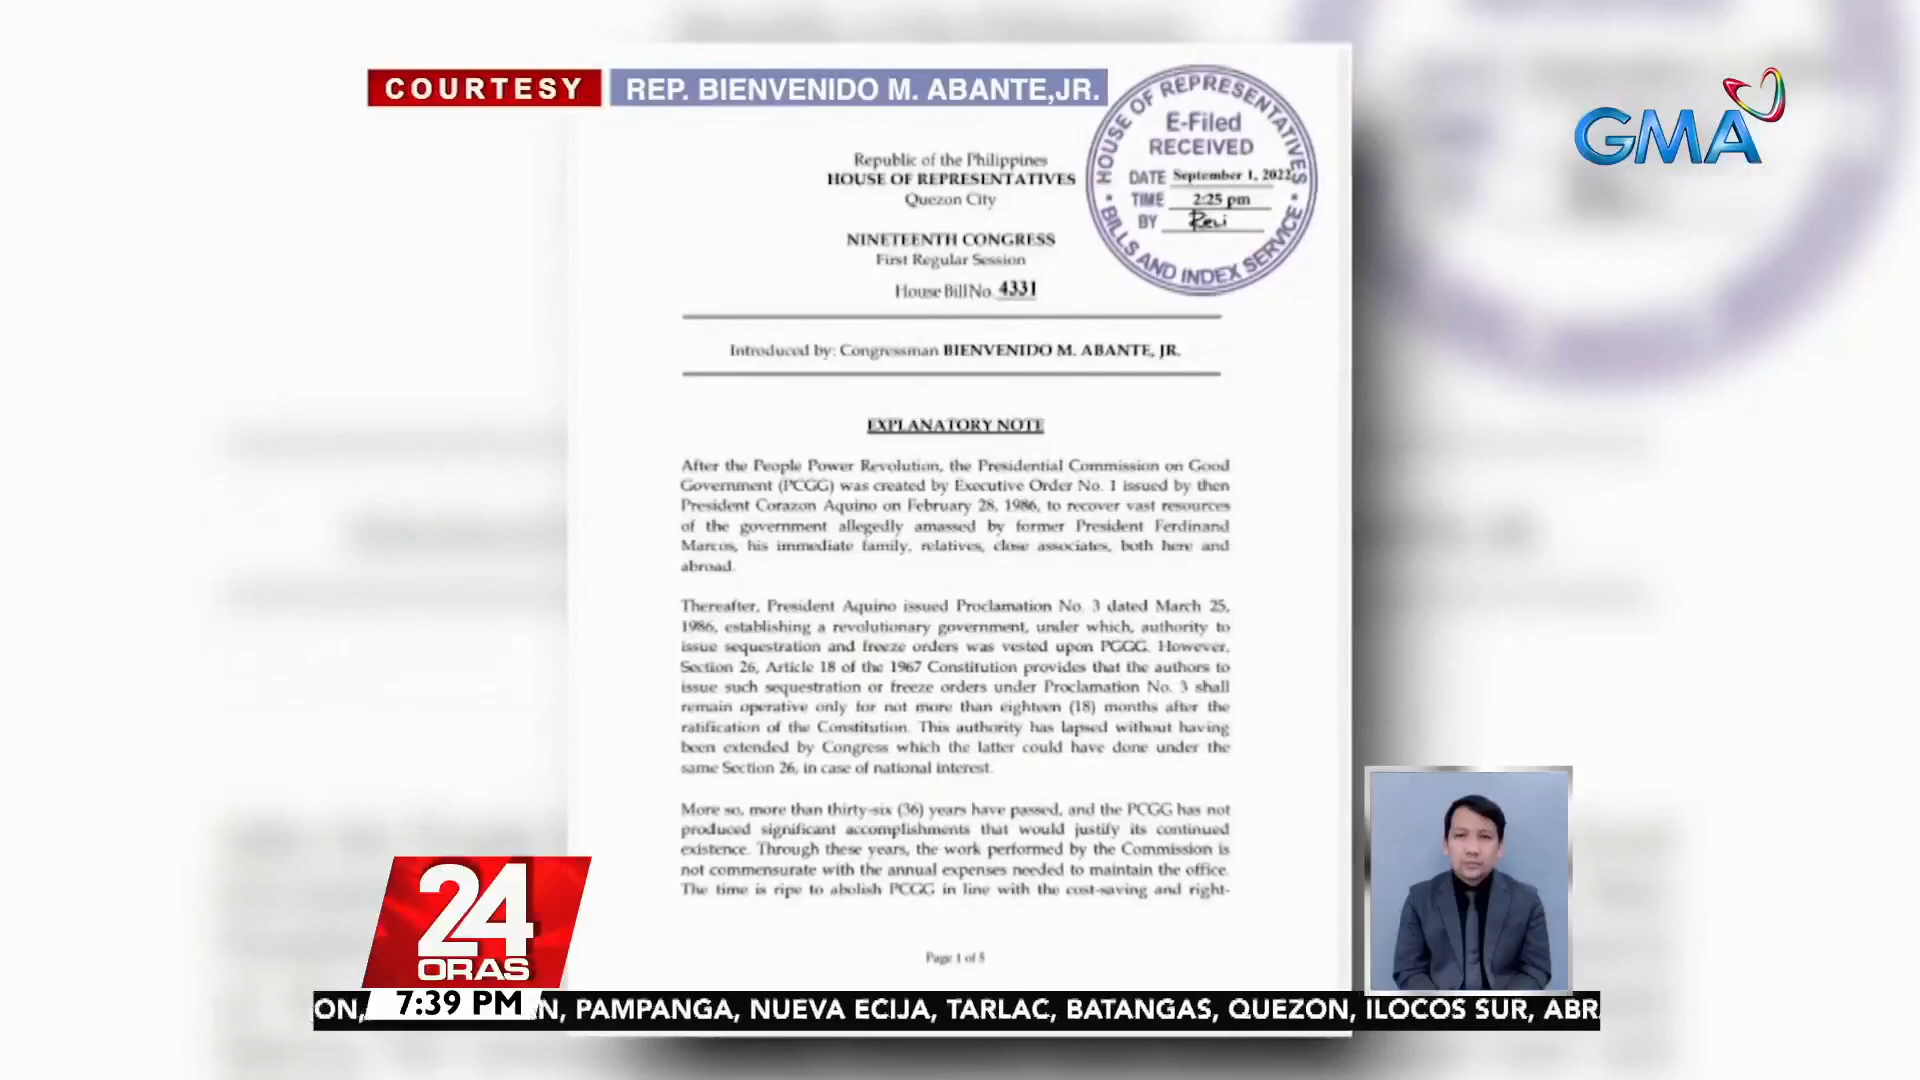 COURTESY REP. BIENVENIDO M. ABANTE,JR.
GMA
HOUSE OF REPRESENTATIVES
E-Filed
RECEIVED
DATE September 1, 2022
TIME 2:25 pm
BY Revi
BILLS AND INDEX SERVICE
Republic of the Philippines
HOUSE OF REPRESENTATIVES
Quezon City
NINETEENTH CONGRESS
First Regular Session
House Bill No. 4331
Introduced by: Congressman BIENVENIDO M. ABANTE, JR.
EXPLANATORY NOTE
After the People Power Revolution, the Presidential Commission on Good
Government (PCGG) was created by Executive Order No. 1 issued by then
President Corazon Aquino on February 28, 1986, to recover vast resources
of the government allegedly amassed by former President Ferdinand
Marcos, his immediate family, relatives, close associates, both here and
abroad.
Thereafter, President Aquino issued Proclamation No. 3 dated March 25,
1986, establishing a revolutionary government, under which, authority to
issue sequestration and freeze orders was vested upon PCGG. However,
Section 26, Article 18 of the 1967 Constitution provides that the authors to
issue such sequestration or freeze orders under Proclamation No. 3 shall
remain operative only for not more than eighteen (18) months after the
ratification of the Constitution. This authority has lapsed without having
been extended by Congress which the latter could have done under the
same Section 26, in case of national interest.
More so, more than thirty-six (36) years have passed, and the PCGG has not
produced significant accomplishments that would justify its continued
existence. Through these years, the work performed by the Commission is
not commensurate with the annual expenses needed to maintain the office.
The time is ripe to abolish PCGG in line with the cost-saving and right-
Page 1 of 5
24
ORAS
7:39 PM
ON, N, PAMPANGA, NUEVA ECIJA, TARLAC, BATANGAS, QUEZON, ILOCOS SUR, ABR